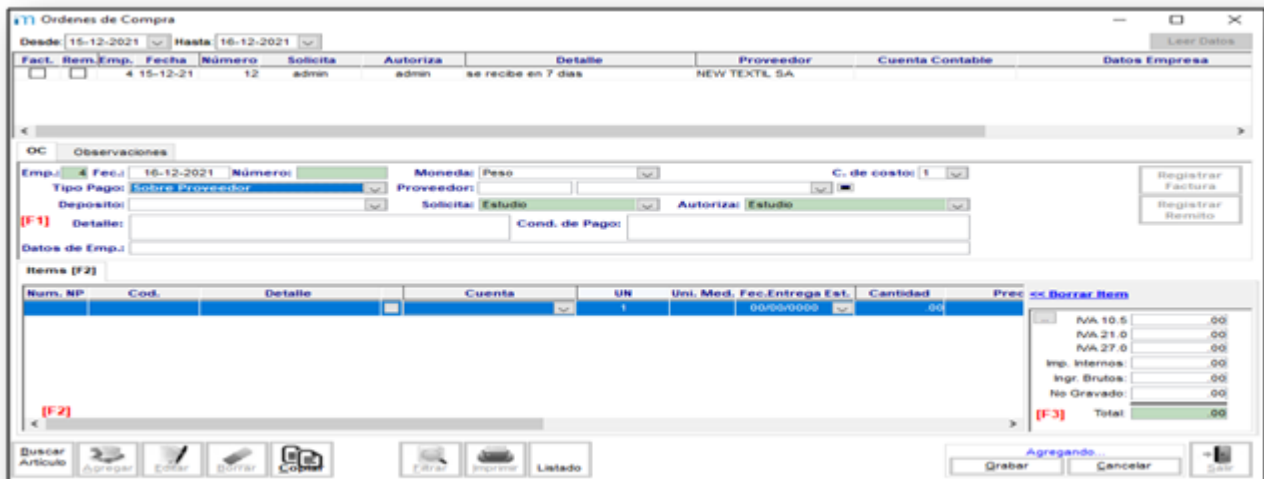 Ordenes de Compra
Desde: 15-12-2021 Hasta: 16-12-2021 Leer Datos
Fact. Rem. Emp. Fecha Número Solicita Autoriza Detalle Proveedor Cuenta Contable Datos Empresa
4 15-12-21 12 admin admin se recibe en 7 dias NEW TEXTIL SA
OC Observaciones
Emp.: 4 Fec.: 16-12-2021 Número: Moneda: Peso C. de costo: 1 Registrar Factura
Tipo Pago: Sobre Proveedor Proveedor:
Deposito: Solicita: Estudio Autoriza: Estudio Registrar Remito
[F1] Detalle: Cond. de Pago:
Datos de Emp.:
Items [F2]
Num. NP Cod. Detalle Cuenta UN Uni. Med. Fec.Entrega Est. Cantidad Prec << Borrar Item
1 00/00/0000 .00
... IVA 10.5 .00
IVA 21.0 .00
IVA 27.0 .00
Imp. Internos: .00
Ingr. Brutos: .00
No Gravado: .00
[F2] [F3] Total: .00
Buscar Artículo Agregar Editar Borrar Copiar Filtrar Imprimir Listado Agregando... Grabar Cancelar Salir